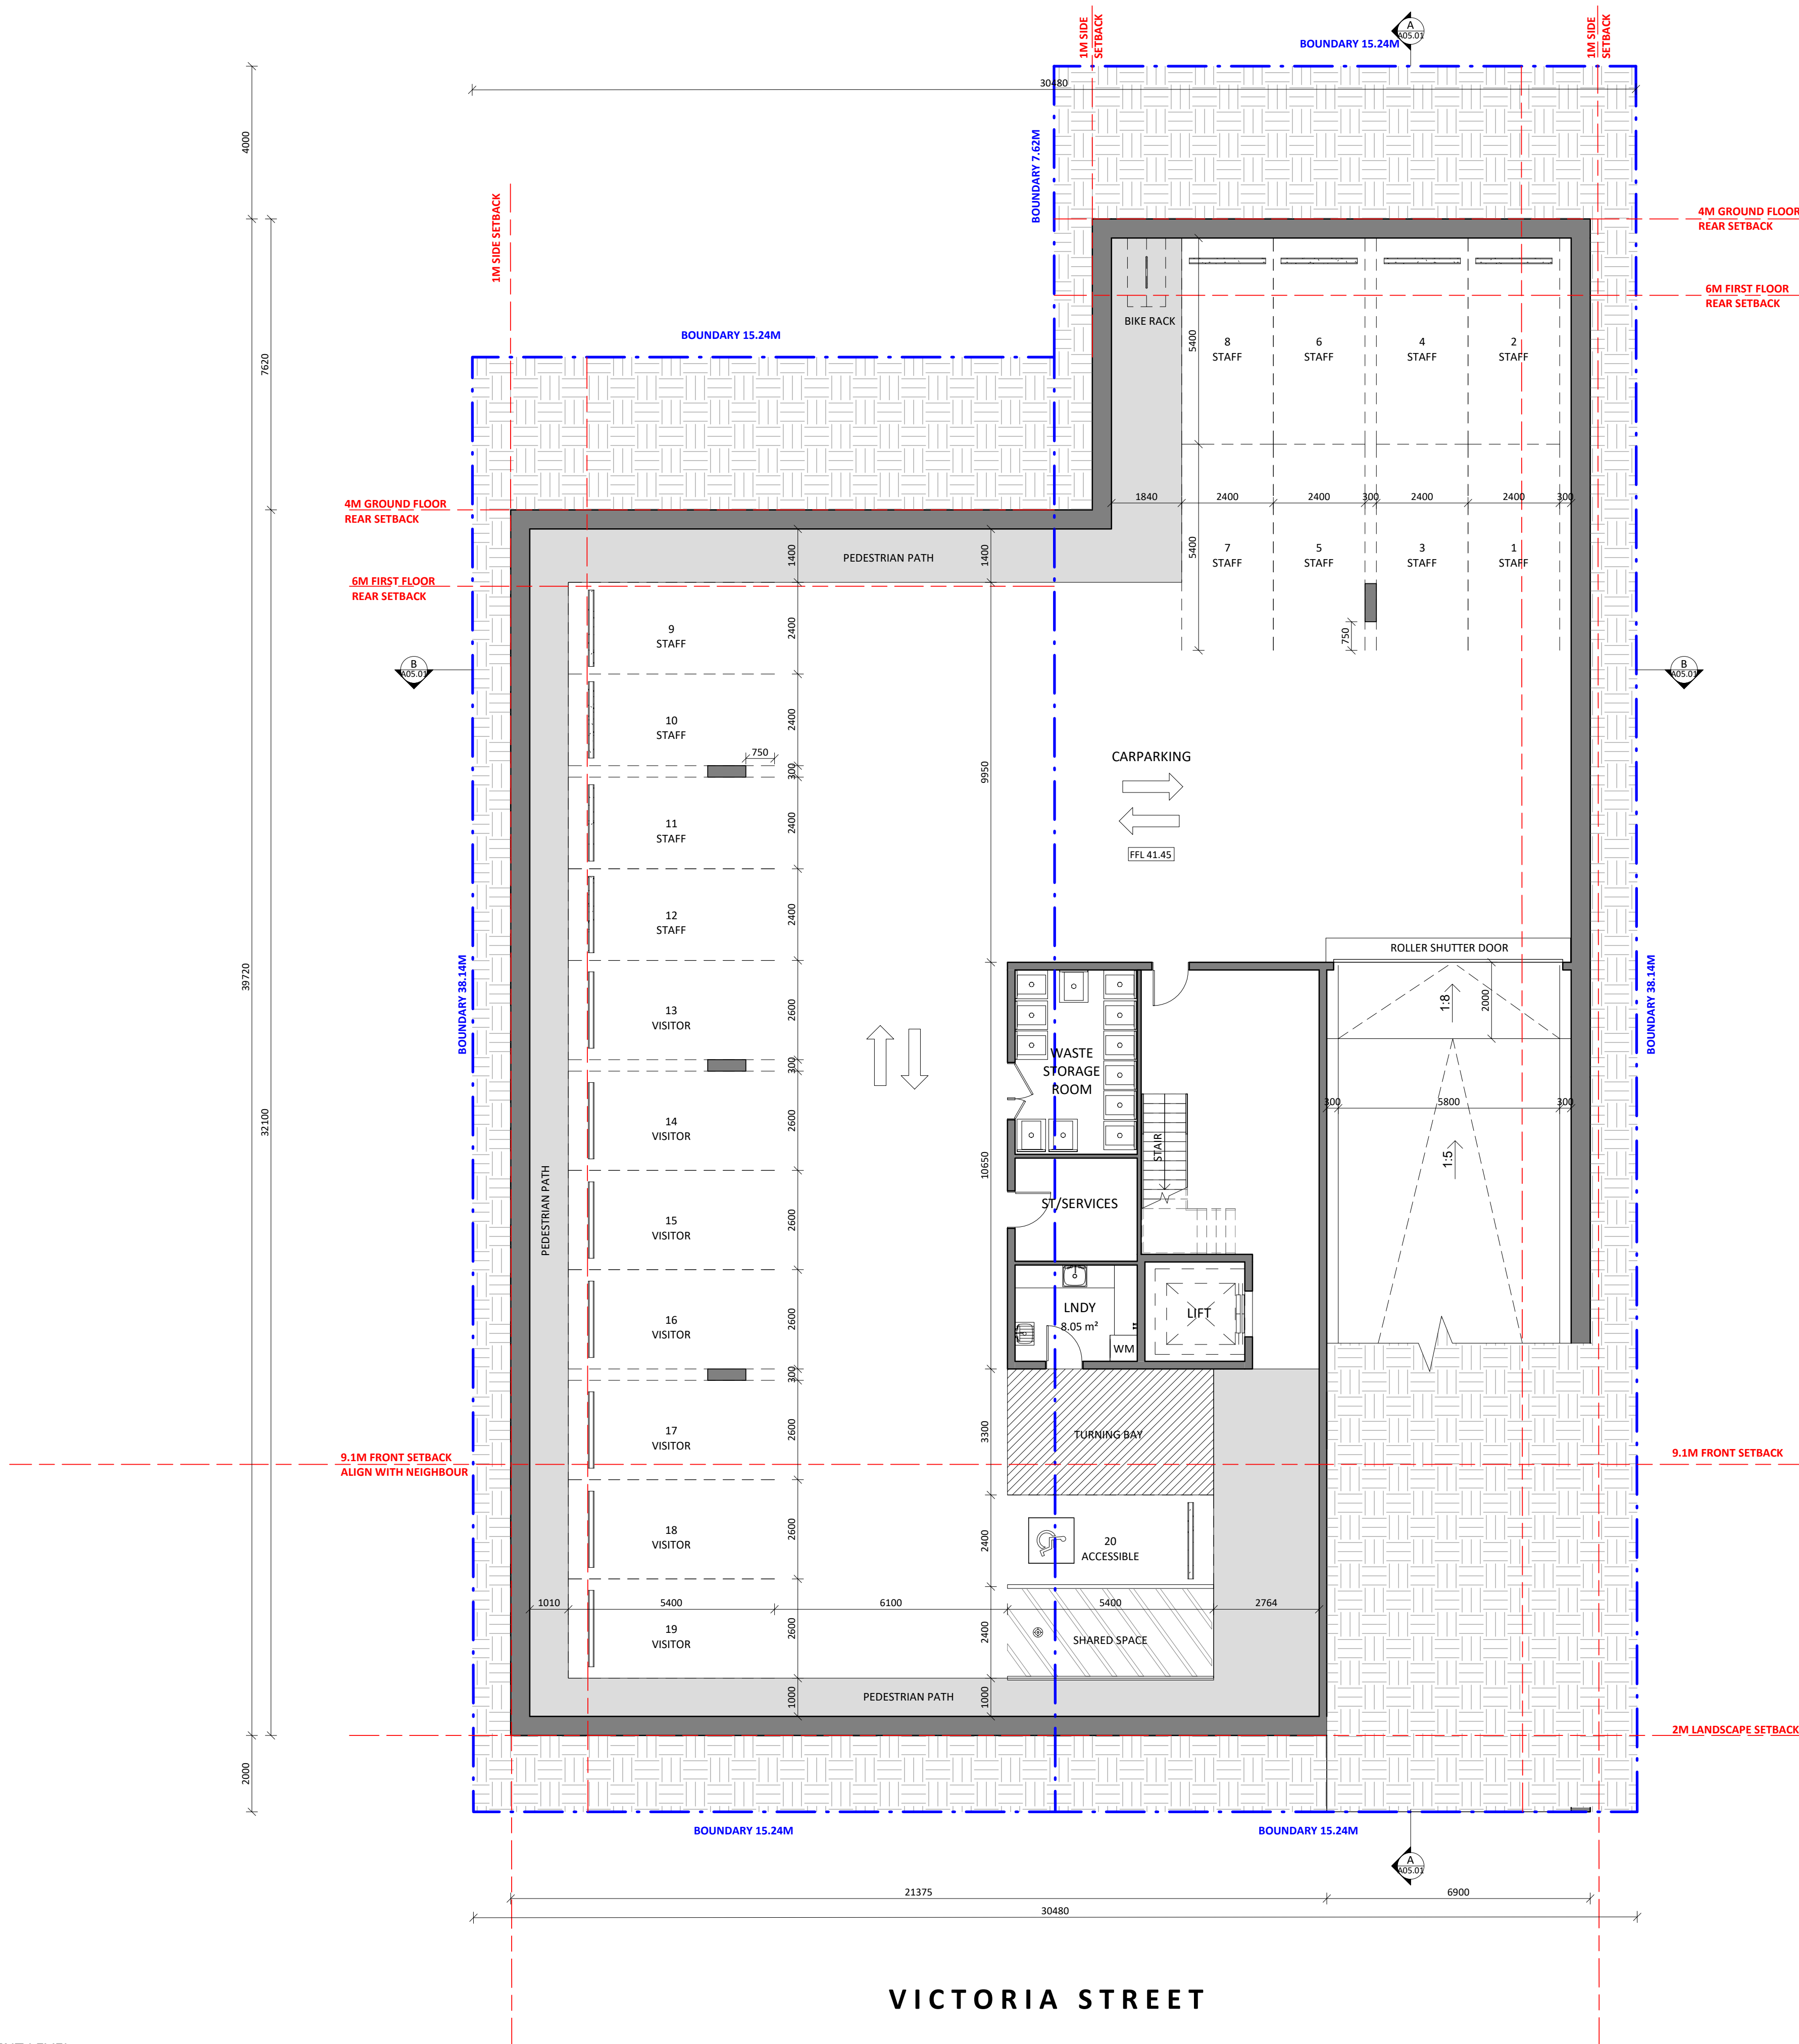 1M SIDE
SETBACK
A
A05.01
1M SIDE
SETBACK
BOUNDARY 15.24M
30480
4000
BOUNDARY 7.62M
1M SIDE SETBACK
4M GROUND FLOOR
REAR SETBACK
6M FIRST FLOOR
REAR SETBACK
BIKE RACK
BOUNDARY 15.24M
7620
5400
8
STAFF
6
STAFF
4
STAFF
2
STAFF
4M GROUND FLOOR
REAR SETBACK
1840
2400
2400
300
2400
2400
300
1400
PEDESTRIAN PATH
1400
5400
7
STAFF
5
STAFF
3
STAFF
1
STAFF
6M FIRST FLOOR
REAR SETBACK
9
STAFF
2400
750
B
A05.01
B
A05.01
10
STAFF
2400
750
300
CARPARKING
9950
11
STAFF
2400
FFL 41.45
12
STAFF
2400
ROLLER SHUTTER DOOR
BOUNDARY 38.14M
39720
BOUNDARY 38.14M
13
VISITOR
2600
1:8
2000
WASTE
STORAGE
ROOM
300
32100
14
VISITOR
2600
300
5800
300
STAIR
10650
1:5
PEDESTRIAN PATH
15
VISITOR
2600
ST/SERVICES
16
VISITOR
2600
LNDY
8.05 m²
WM
LIFT
300
17
VISITOR
2600
3300
TURNING BAY
9.1M FRONT SETBACK
ALIGN WITH NEIGHBOUR
9.1M FRONT SETBACK
18
VISITOR
2600
2400
20
ACCESSIBLE
1010
5400
6100
5400
2764
19
VISITOR
2600
2400
SHARED SPACE
1000
PEDESTRIAN PATH
1000
2M LANDSCAPE SETBACK
2000
BOUNDARY 15.24M
BOUNDARY 15.24M
A
A05.01
21375
6900
30480
VICTORIA STREET